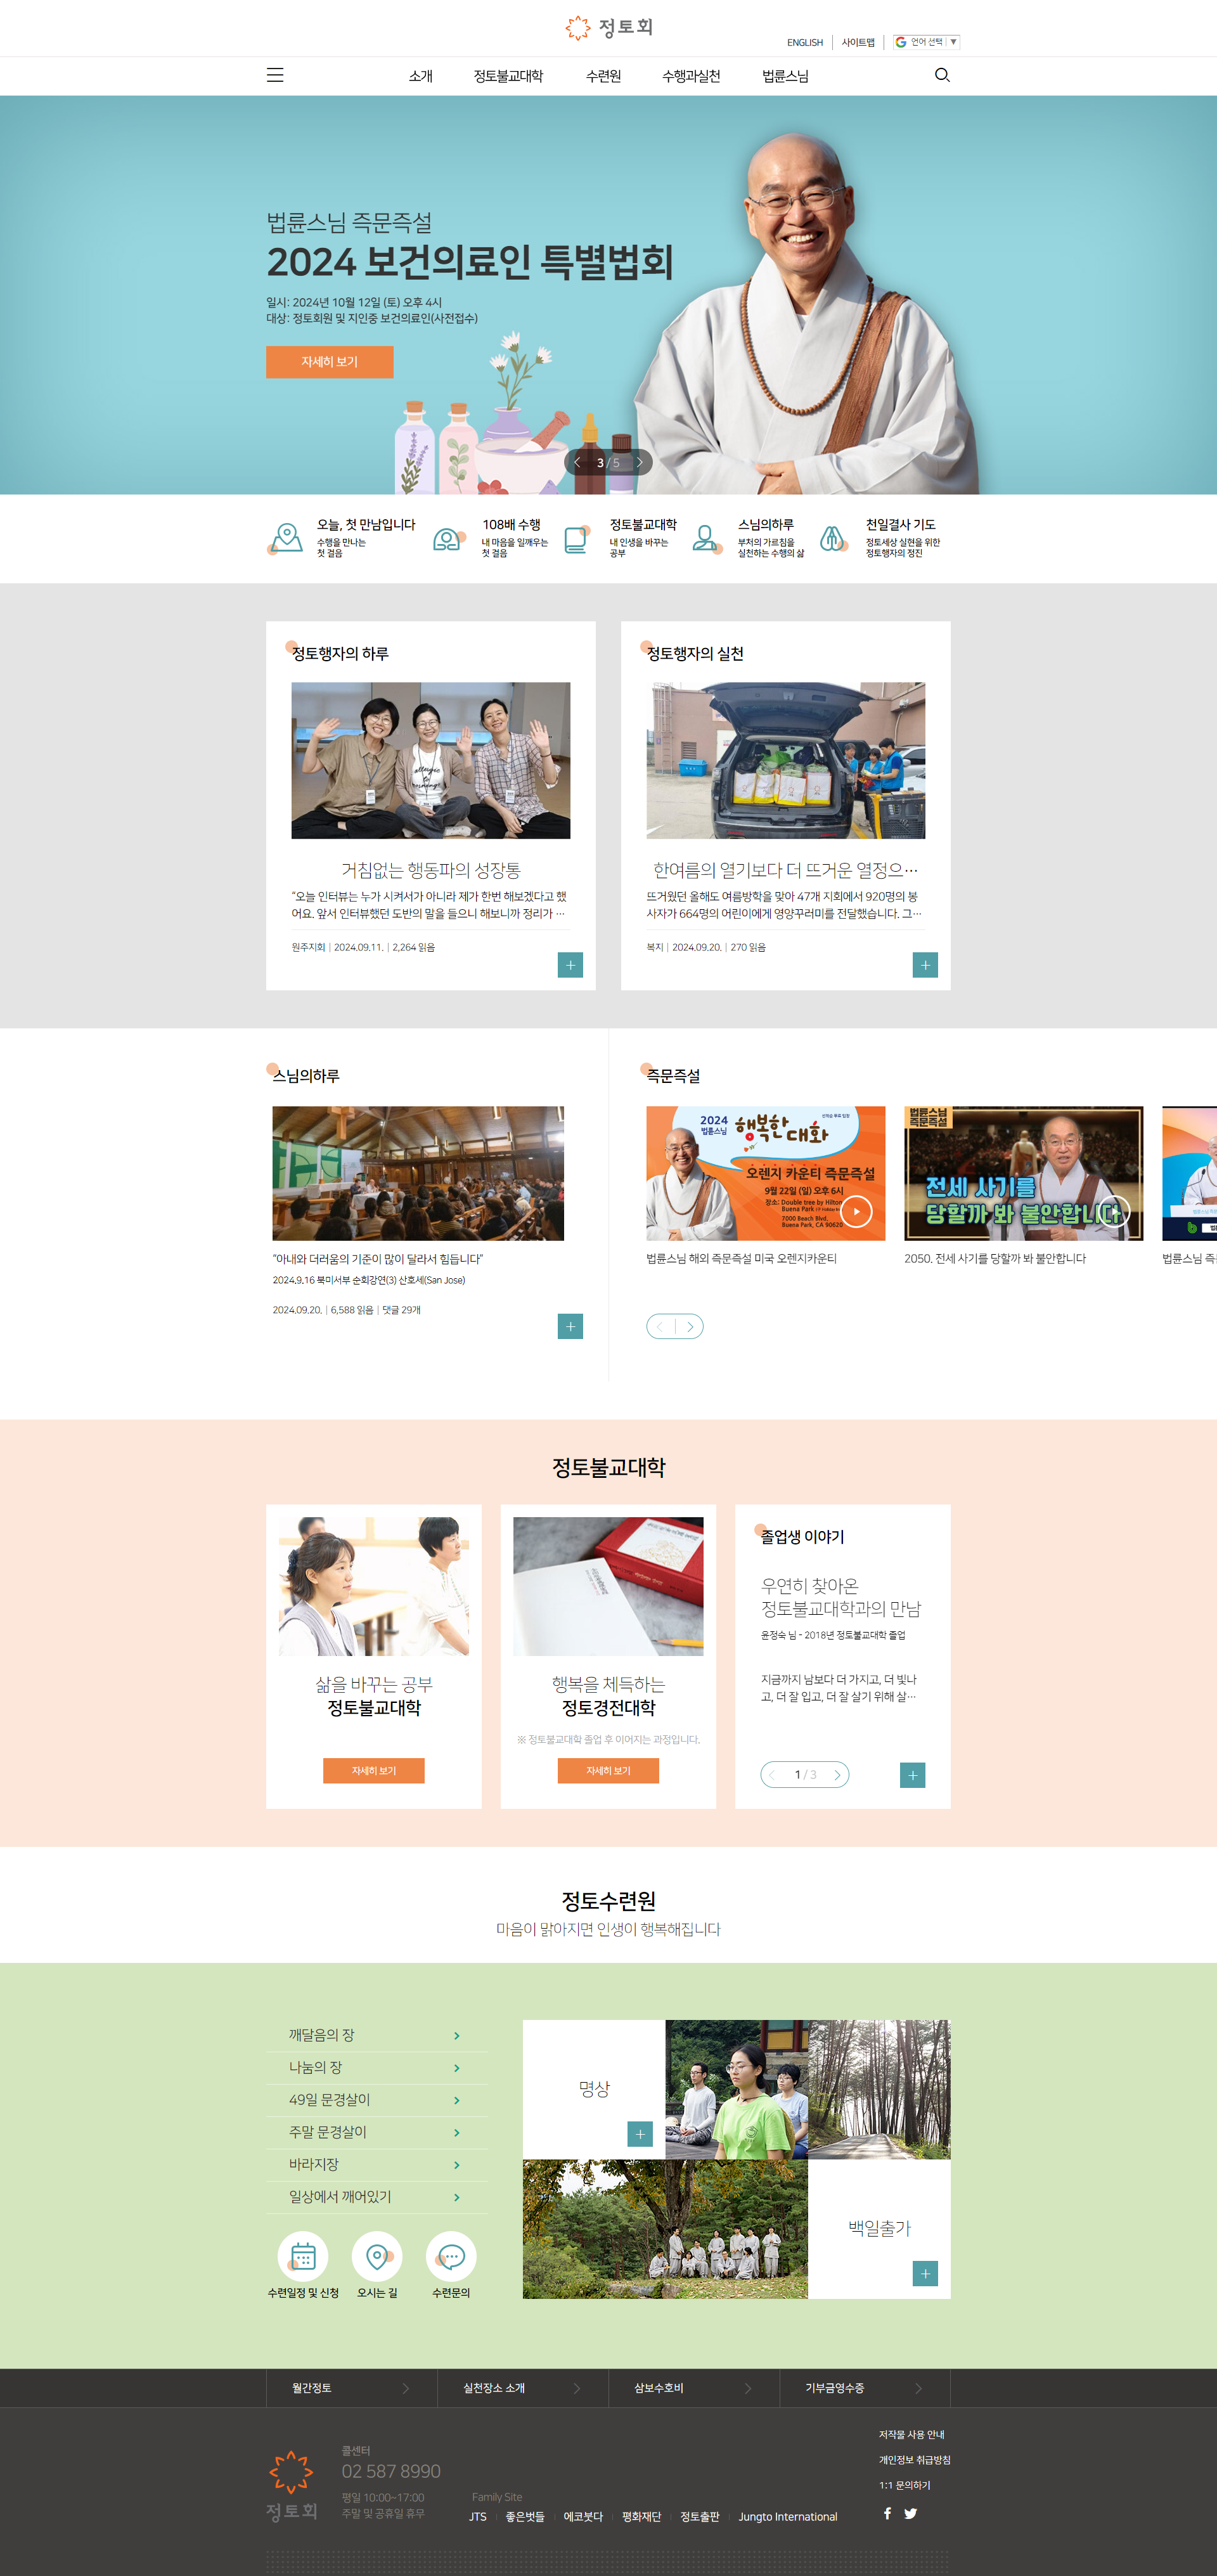 정토회
ENGLISH
사이트맵
언어 선택 ▼
소개
정토불교대학
수련원
수행과실천
법륜스님
법륜스님 즉문즉설
2024 보건의료인 특별법회
일시: 2024년 10월 12일 (토) 오후 4시
대상: 정토회원 및 지인중 보건의료인(사전접수)
자세히 보기
3 / 5
오늘, 첫 만남입니다
수행을 만나는
첫 걸음
108배 수행
내 마음을 일깨우는
첫 걸음
정토불교대학
내 인생을 바꾸는
공부
스님의하루
부처의 가르침을
실천하는 수행의 삶
천일결사 기도
정토세상 실현을 위한
정토행자의 정진
정토행자의 하루
거침없는 행동파의 성장통
“오늘 인터뷰는 누가 시켜서가 아니라 제가 한번 해보겠다고 했
어요. 앞서 인터뷰했던 도반의 말을 들으니 해보니까 정리가 …
원주지회 | 2024.09.11. | 2,264 읽음
정토행자의 실천
한여름의 열기보다 더 뜨거운 열정으…
뜨거웠던 올해도 여름방학을 맞아 47개 지회에서 920명의 봉
사자가 664명의 어린이에게 영양꾸러미를 전달했습니다. 그…
복지 | 2024.09.20. | 270 읽음
스님의하루
“아내와 더러움의 기준이 많이 달라서 힘듭니다”
2024.9.16 북미서부 순회강연(3) 산호세(San Jose)
2024.09.20. | 6,588 읽음 | 댓글 29개
즉문즉설
2024
법륜스님
행복한
대화
오렌지 카운티 즉문즉설
9월 22일 (일) 오후 6시
장소: Double tree by Hilton
Buena Park
7000 Beach Blvd.
Buena Park, CA 90620
법륜스님 해외 즉문즉설 미국 오렌지카운티
법륜스님
즉문즉설
전세 사기를
당할까 봐 불안합니다
2050. 전세 사기를 당할까 봐 불안합니다
법륜스님 즉
정토불교대학
삶을 바꾸는 공부
정토불교대학
자세히 보기
행복을 체득하는
정토경전대학
※ 정토불교대학 졸업 후 이어지는 과정입니다.
자세히 보기
졸업생 이야기
우연히 찾아온
정토불교대학과의 만남
윤정숙 님 - 2018년 정토불교대학 졸업
지금까지 남보다 더 가지고, 더 빛나
고, 더 잘 입고, 더 잘 살기 위해 살…
1 / 3
정토수련원
마음이 맑아지면 인생이 행복해집니다
깨달음의 장
나눔의 장
49일 문경살이
주말 문경살이
바라지장
일상에서 깨어있기
수련일정 및 신청
오시는 길
수련문의
명상
백일출가
월간정토
실천장소 소개
삼보수호비
기부금영수증
정토회
콜센터
02 587 8990
평일 10:00~17:00
주말 및 공휴일 휴무
Family Site
JTS
좋은벗들
에코붓다
평화재단
정토출판
Jungto International
저작물 사용 안내
개인정보 취급방침
1:1 문의하기